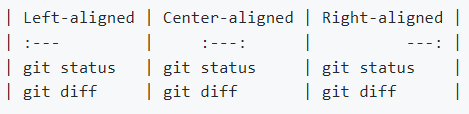 | Left-aligned | Center-aligned | Right-aligned |
| :---         |     :---:      |          ---: |
| git status   | git status     | git status    |
| git diff     | git diff       | git diff      |